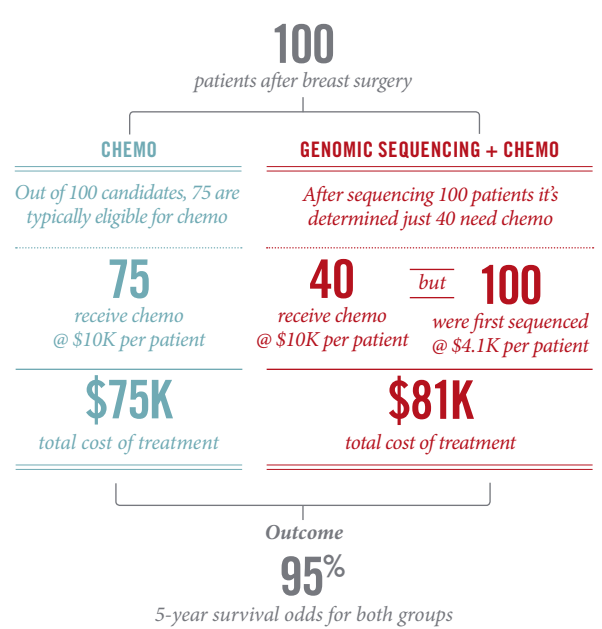 100
patients after breast surgery
CHEMO
Out of 100 candidates, 75 are
typically eligible for chemo
75
receive chemo
@ $10K per patient
$75K
total cost of treatment
GENOMIC SEQUENCING + CHEMO
After sequencing 100 patients it's
determined just 40 need chemo
40
receive chemo
@ $10K per patient
but
100
were first sequenced
@ $4.1K per patient
$81K
total cost of treatment
Outcome
95%
5-year survival odds for both groups